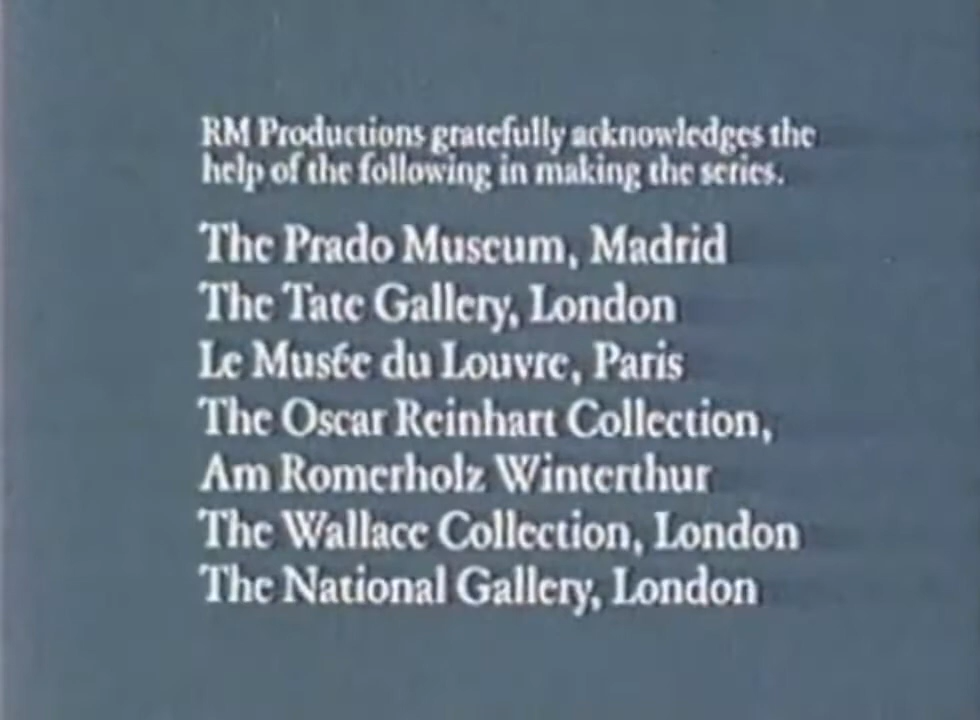 RM Productions gratefully acknowledges the
help of the following in making the series.
The Prado Museum, Madrid
The Tate Gallery, London
Le Musée du Louvre, Paris
The Oscar Reinhart Collection,
Am Romerholz Winterthur
The Wallace Collection, London
The National Gallery, London